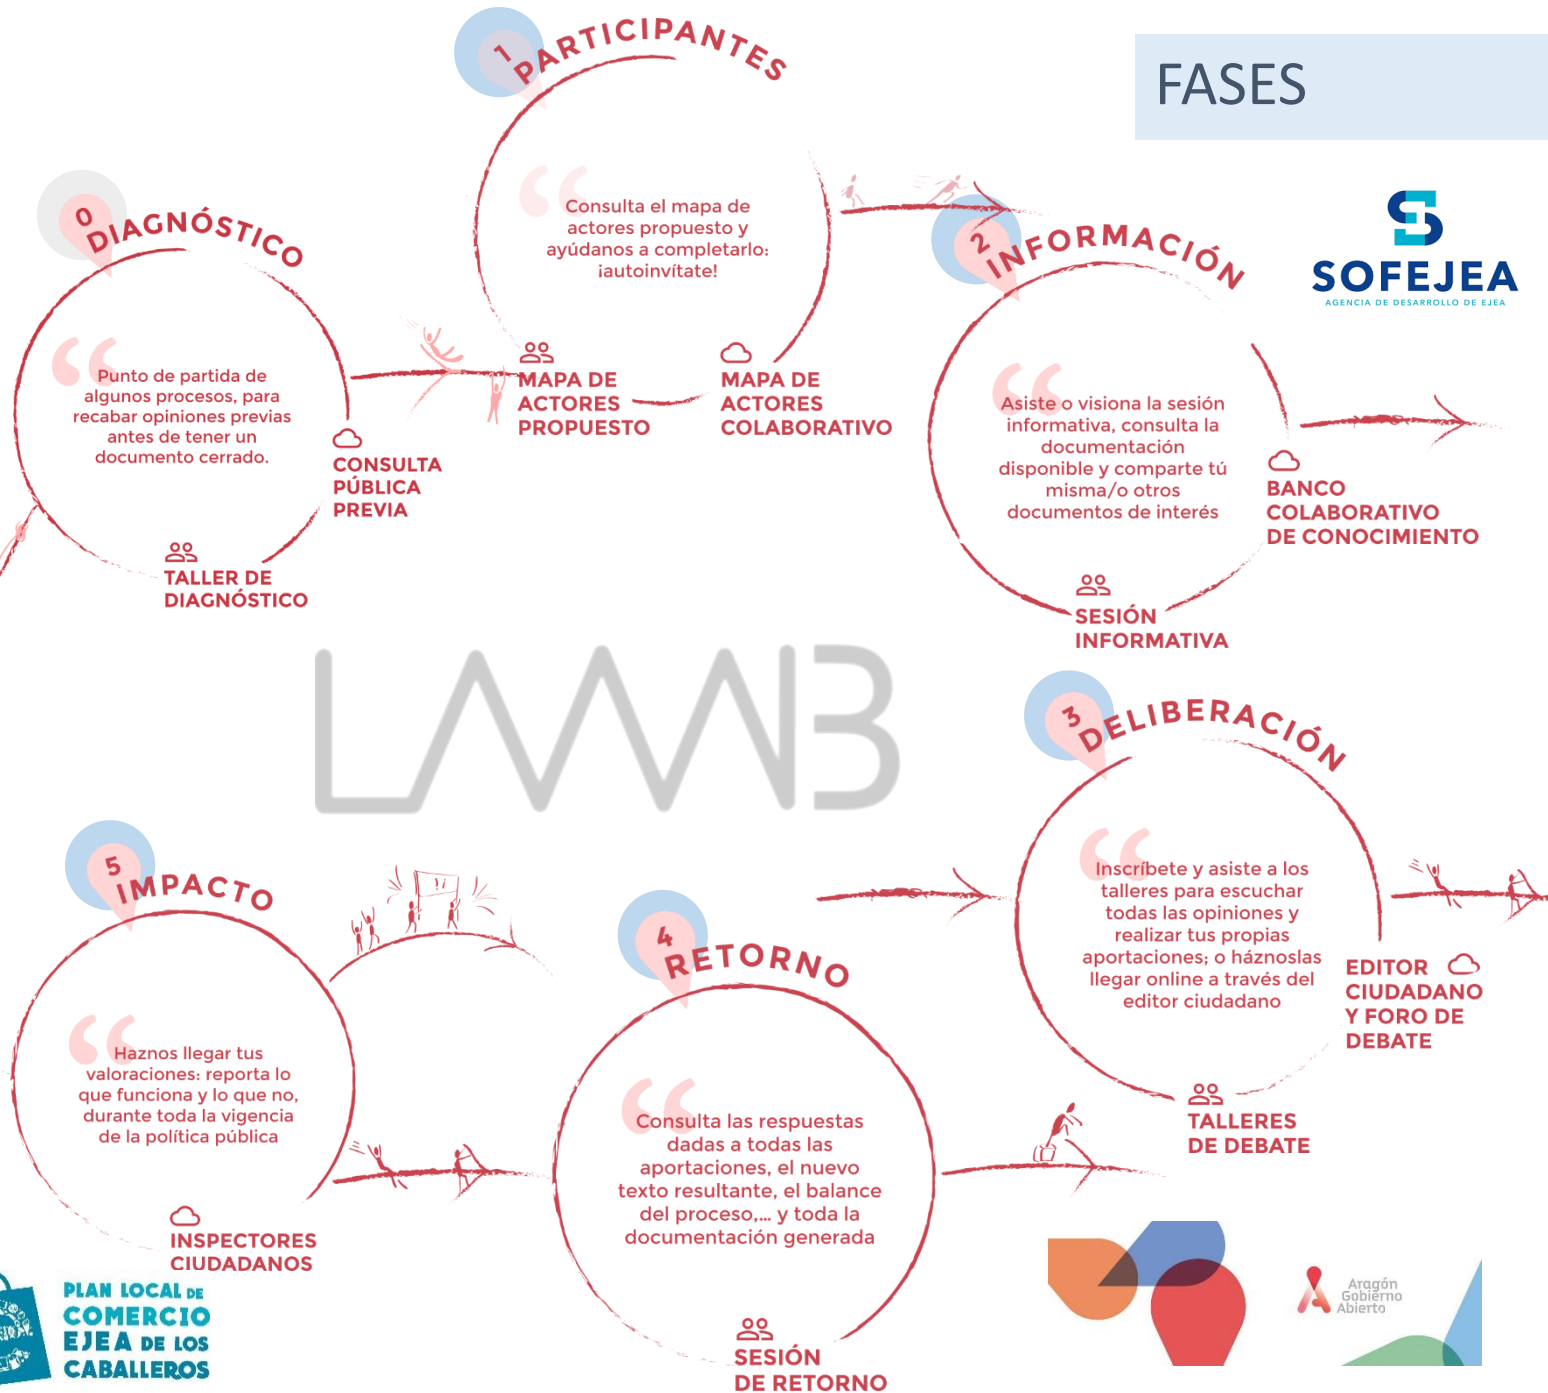 FASES
0
DIAGNÓSTICO
Punto de partida de
algunos procesos, para
recabar opiniones previas
antes de tener un
documento cerrado.
CONSULTA
PÚBLICA
PREVIA
TALLER DE
DIAGNÓSTICO
1
PARTICIPANTES
Consulta el mapa de
actores propuesto y
ayúdanos a completarlo:
¡autoinvítate!
MAPA DE
ACTORES
PROPUESTO
MAPA DE
ACTORES
COLABORATIVO
2
INFORMACIÓN
Asiste o visiona la sesión
informativa, consulta la
documentación
disponible y comparte tú
misma/o otros
documentos de interés
BANCO
COLABORATIVO
DE CONOCIMIENTO
SESIÓN
INFORMATIVA
SOFEJEA
AGENCIA DE DESARROLLO DE EJEA
LAAAB
3
DELIBERACIÓN
Inscríbete y asiste a los
talleres para escuchar
todas las opiniones y
realizar tus propias
aportaciones; o háznoslas
llegar online a través del
editor ciudadano
EDITOR
CIUDADANO
Y FORO DE
DEBATE
TALLERES
DE DEBATE
4
RETORNO
Consulta las respuestas
dadas a todas las
aportaciones, el nuevo
texto resultante, el balance
del proceso,... y toda la
documentación generada
SESIÓN
DE RETORNO
5
IMPACTO
Haznos llegar tus
valoraciones: reporta lo
que funciona y lo que no,
durante toda la vigencia
de la política pública
INSPECTORES
CIUDADANOS
PLAN LOCAL DE
COMERCIO
EJEA DE LOS
CABALLEROS
Aragón
Gobierno
Abierto